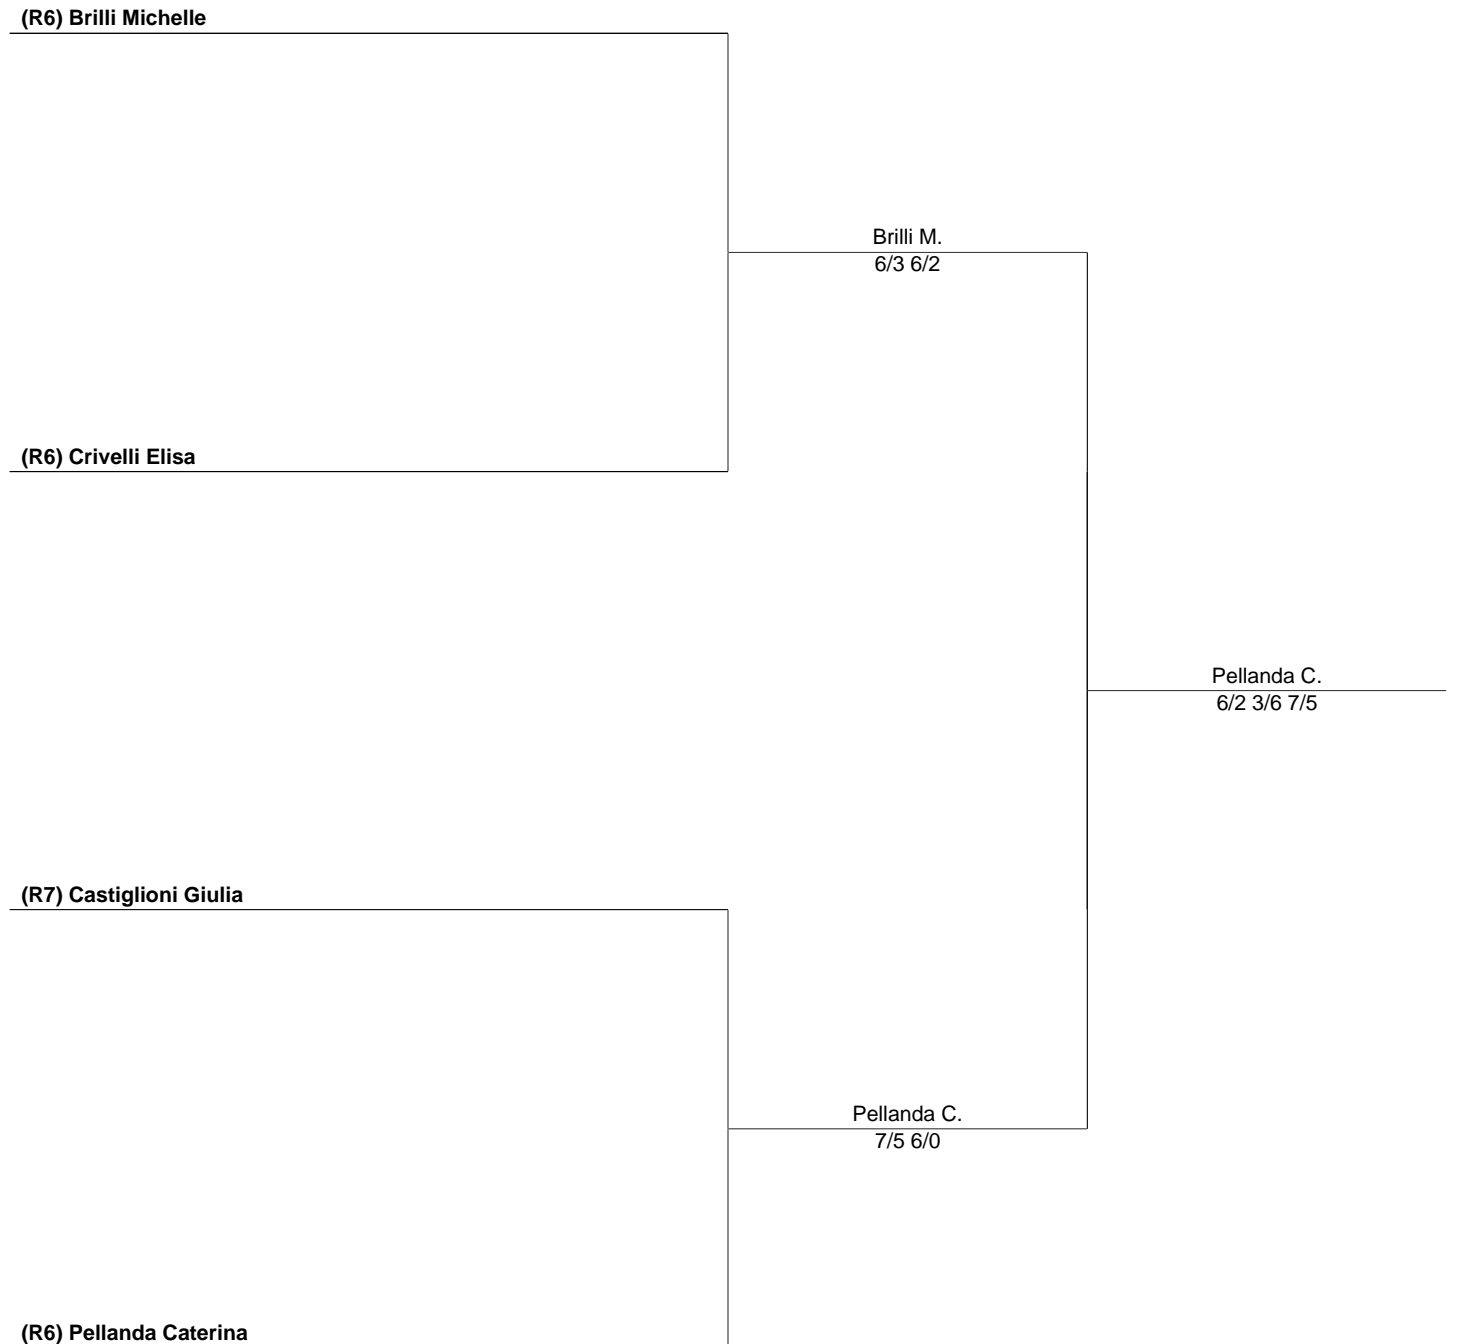 (R6) Brilli Michelle
Brilli M.
6/3 6/2
(R6) Crivelli Elisa
Pellanda C.
6/2 3/6 7/5
(R7) Castiglioni Giulia
Pellanda C.
7/5 6/0
(R6) Pellanda Caterina